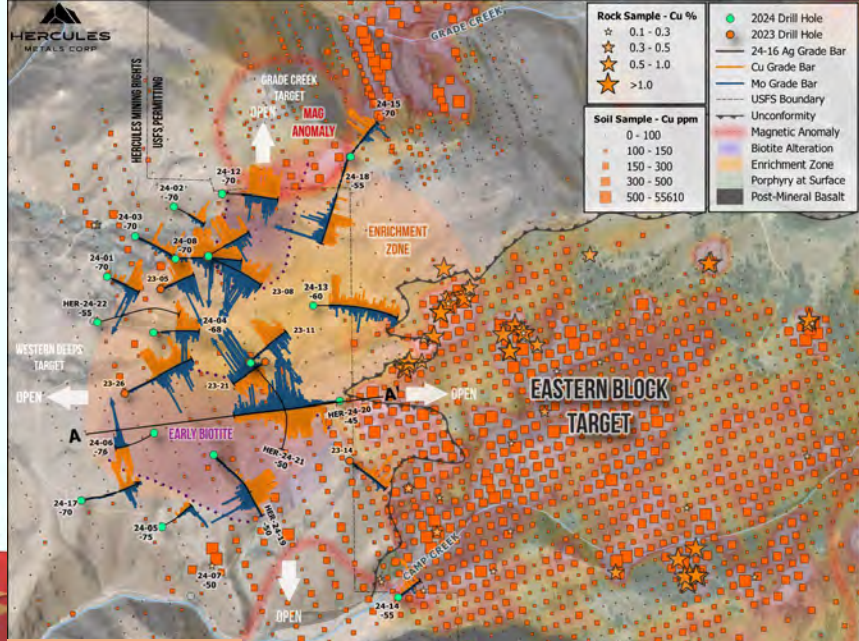 HERCULES
METALS CORP
HERCULES MINING RIGHTS
USFS PERMITTING
GRADE CREEK
GRADE CREEK
TARGET
OPEN
MAG
ANOMALY
24-15
-70
24-18
-55
24-12
-70
24-02
-70
24-03
-70
24-08
-70
24-01
-70
23-05
23-08
ENRICHMENT
ZONE
24-13
-60
HER-24-22
-55
24-04
-68
23-11
WESTERN DEEPS
TARGET
23-26
23-21
OPEN
A
A'
OPEN
EASTERN BLOCK
TARGET
HER-24-20
-45
EARLY BIOTITE
24-06
-76
HER-24-21
-50
23-14
24-17
-70
HER-24-19
-50
24-05
-75
24-07
-50
OPEN
CAMP CREEK
24-14
-55
Rock Sample - Cu %
0.1 - 0.3
0.3 - 0.5
0.5 - 1.0
>1.0
Soil Sample - Cu ppm
0 - 100
100 - 150
150 - 300
300 - 500
500 - 55610
2024 Drill Hole
2023 Drill Hole
24-16 Ag Grade Bar
Cu Grade Bar
Mo Grade Bar
USFS Boundary
Unconformity
Magnetic Anomaly
Biotite Alteration
Enrichment Zone
Porphyry at Surface
Post-Mineral Basalt